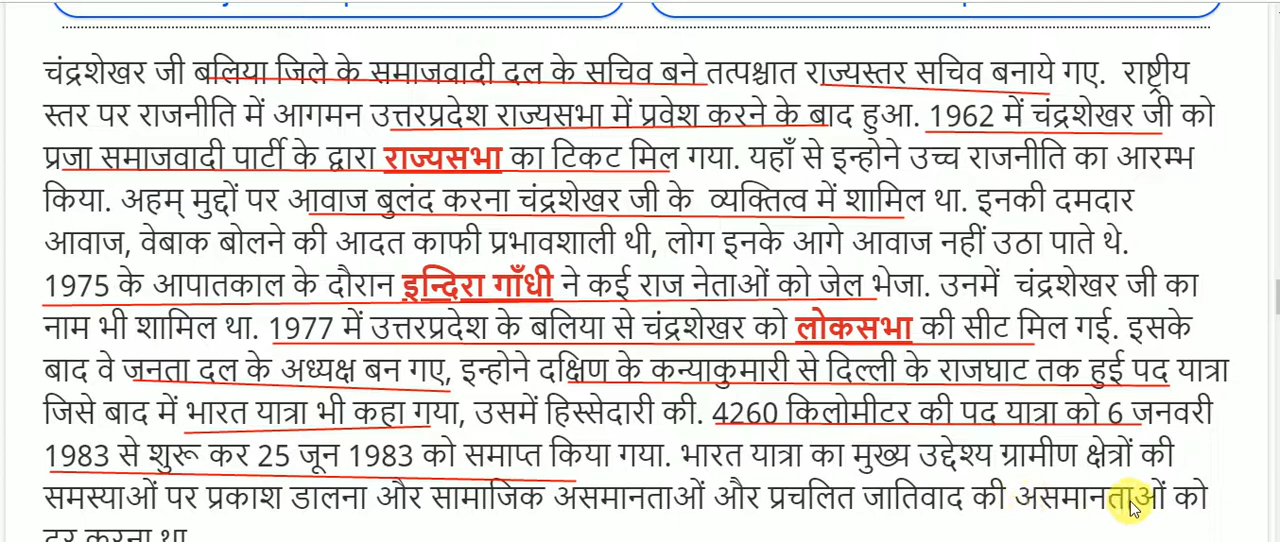 चंद्रशेखर जी बलिया जिले के समाजवादी दल के सचिव बने तत्पश्चात राज्यस्तर सचिव बनाये गए. राष्ट्रीय
स्तर पर राजनीति में आगमन उत्तरप्रदेश राज्यसभा में प्रवेश करने के बाद हुआ. 1962 में चंद्रशेखर जी को
प्रजा समाजवादी पार्टी के द्वारा राज्यसभा का टिकट मिल गया. यहाँ से इन्होने उच्च राजनीति का आरम्भ
किया. अहम् मुद्दों पर आवाज बुलंद करना चंद्रशेखर जी के व्यक्तित्व में शामिल था. इनकी दमदार
आवाज, वेबाक बोलने की आदत काफी प्रभावशाली थी, लोग इनके आगे आवाज नहीं उठा पाते थे.
1975 के आपातकाल के दौरान इन्दिरा गाँधी ने कई राज नेताओं को जेल भेजा. उनमें चंद्रशेखर जी का
नाम भी शामिल था. 1977 में उत्तरप्रदेश के बलिया से चंद्रशेखर को लोकसभा की सीट मिल गई. इसके
बाद वे जनता दल के अध्यक्ष बन गए, इन्होने दक्षिण के कन्याकुमारी से दिल्ली के राजघाट तक हुई पद यात्रा
जिसे बाद में भारत यात्रा भी कहा गया, उसमें हिस्सेदारी की. 4260 किलोमीटर की पद यात्रा को 6 जनवरी
1983 से शुरू कर 25 जून 1983 को समाप्त किया गया. भारत यात्रा का मुख्य उद्देश्य ग्रामीण क्षेत्रों की
समस्याओं पर प्रकाश डालना और सामाजिक असमानताओं और प्रचलित जातिवाद की असमानताओं को
दूर करना था